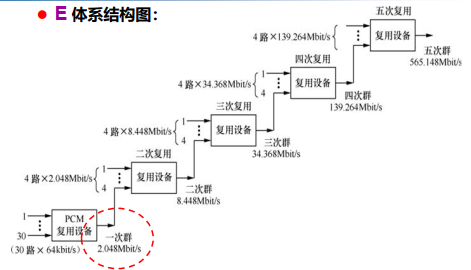 ● E 体系结构图：
五次复用
4 路×139.264Mbit/s
复用设备
五次群
565.148Mbit/s
四次复用
4 路×34.368Mbit/s
1
4
复用设备
四次群
139.264Mbit/s
三次复用
4 路×8.448Mbit/s
1
4
复用设备
三次群
34.368Mbit/s
二次复用
4 路×2.048Mbit/s
1
4
复用设备
二次群
8.448Mbit/s
1
30
PCM
复用设备
(30 路×64kbit/s)
一次群
2.048Mbit/s